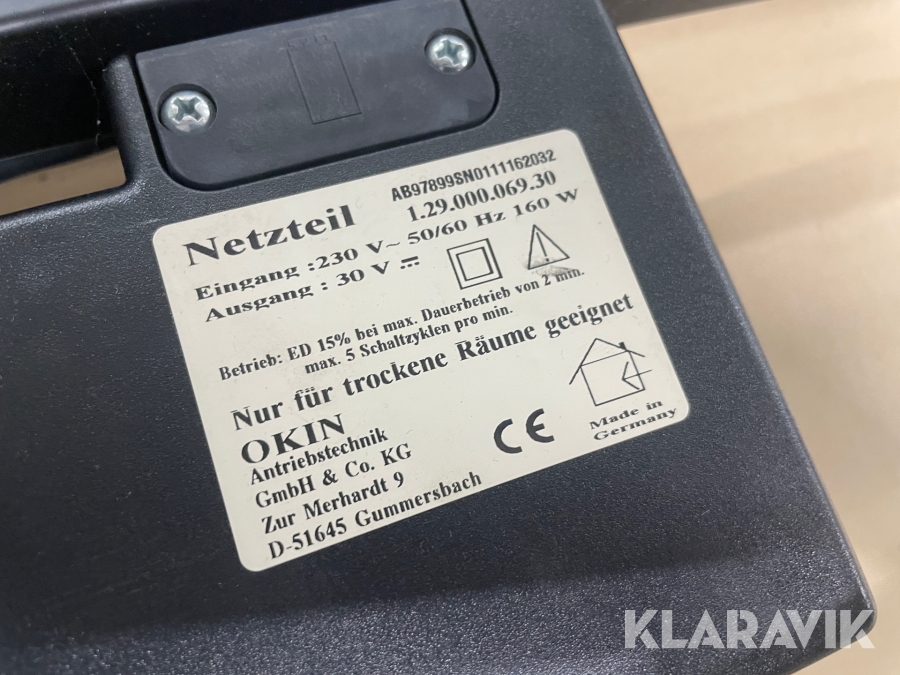 Netzteil
AB97899SN0111162032
1.29.000.069.30
Eingang :230 V~ 50/60 Hz 160 W
Ausgang : 30 V ⎓
Betrieb: ED 15% bei max. Dauerbetrieb von 2 min.
max. 5 Schaltzyklen pro min.
Nur für trockene Räume geeignet
OKIN
Antriebstechnik
GmbH & Co. KG
Zur Merhardt 9
D-51645 Gummersbach
CE
Made in
Germany
KLARAVIK